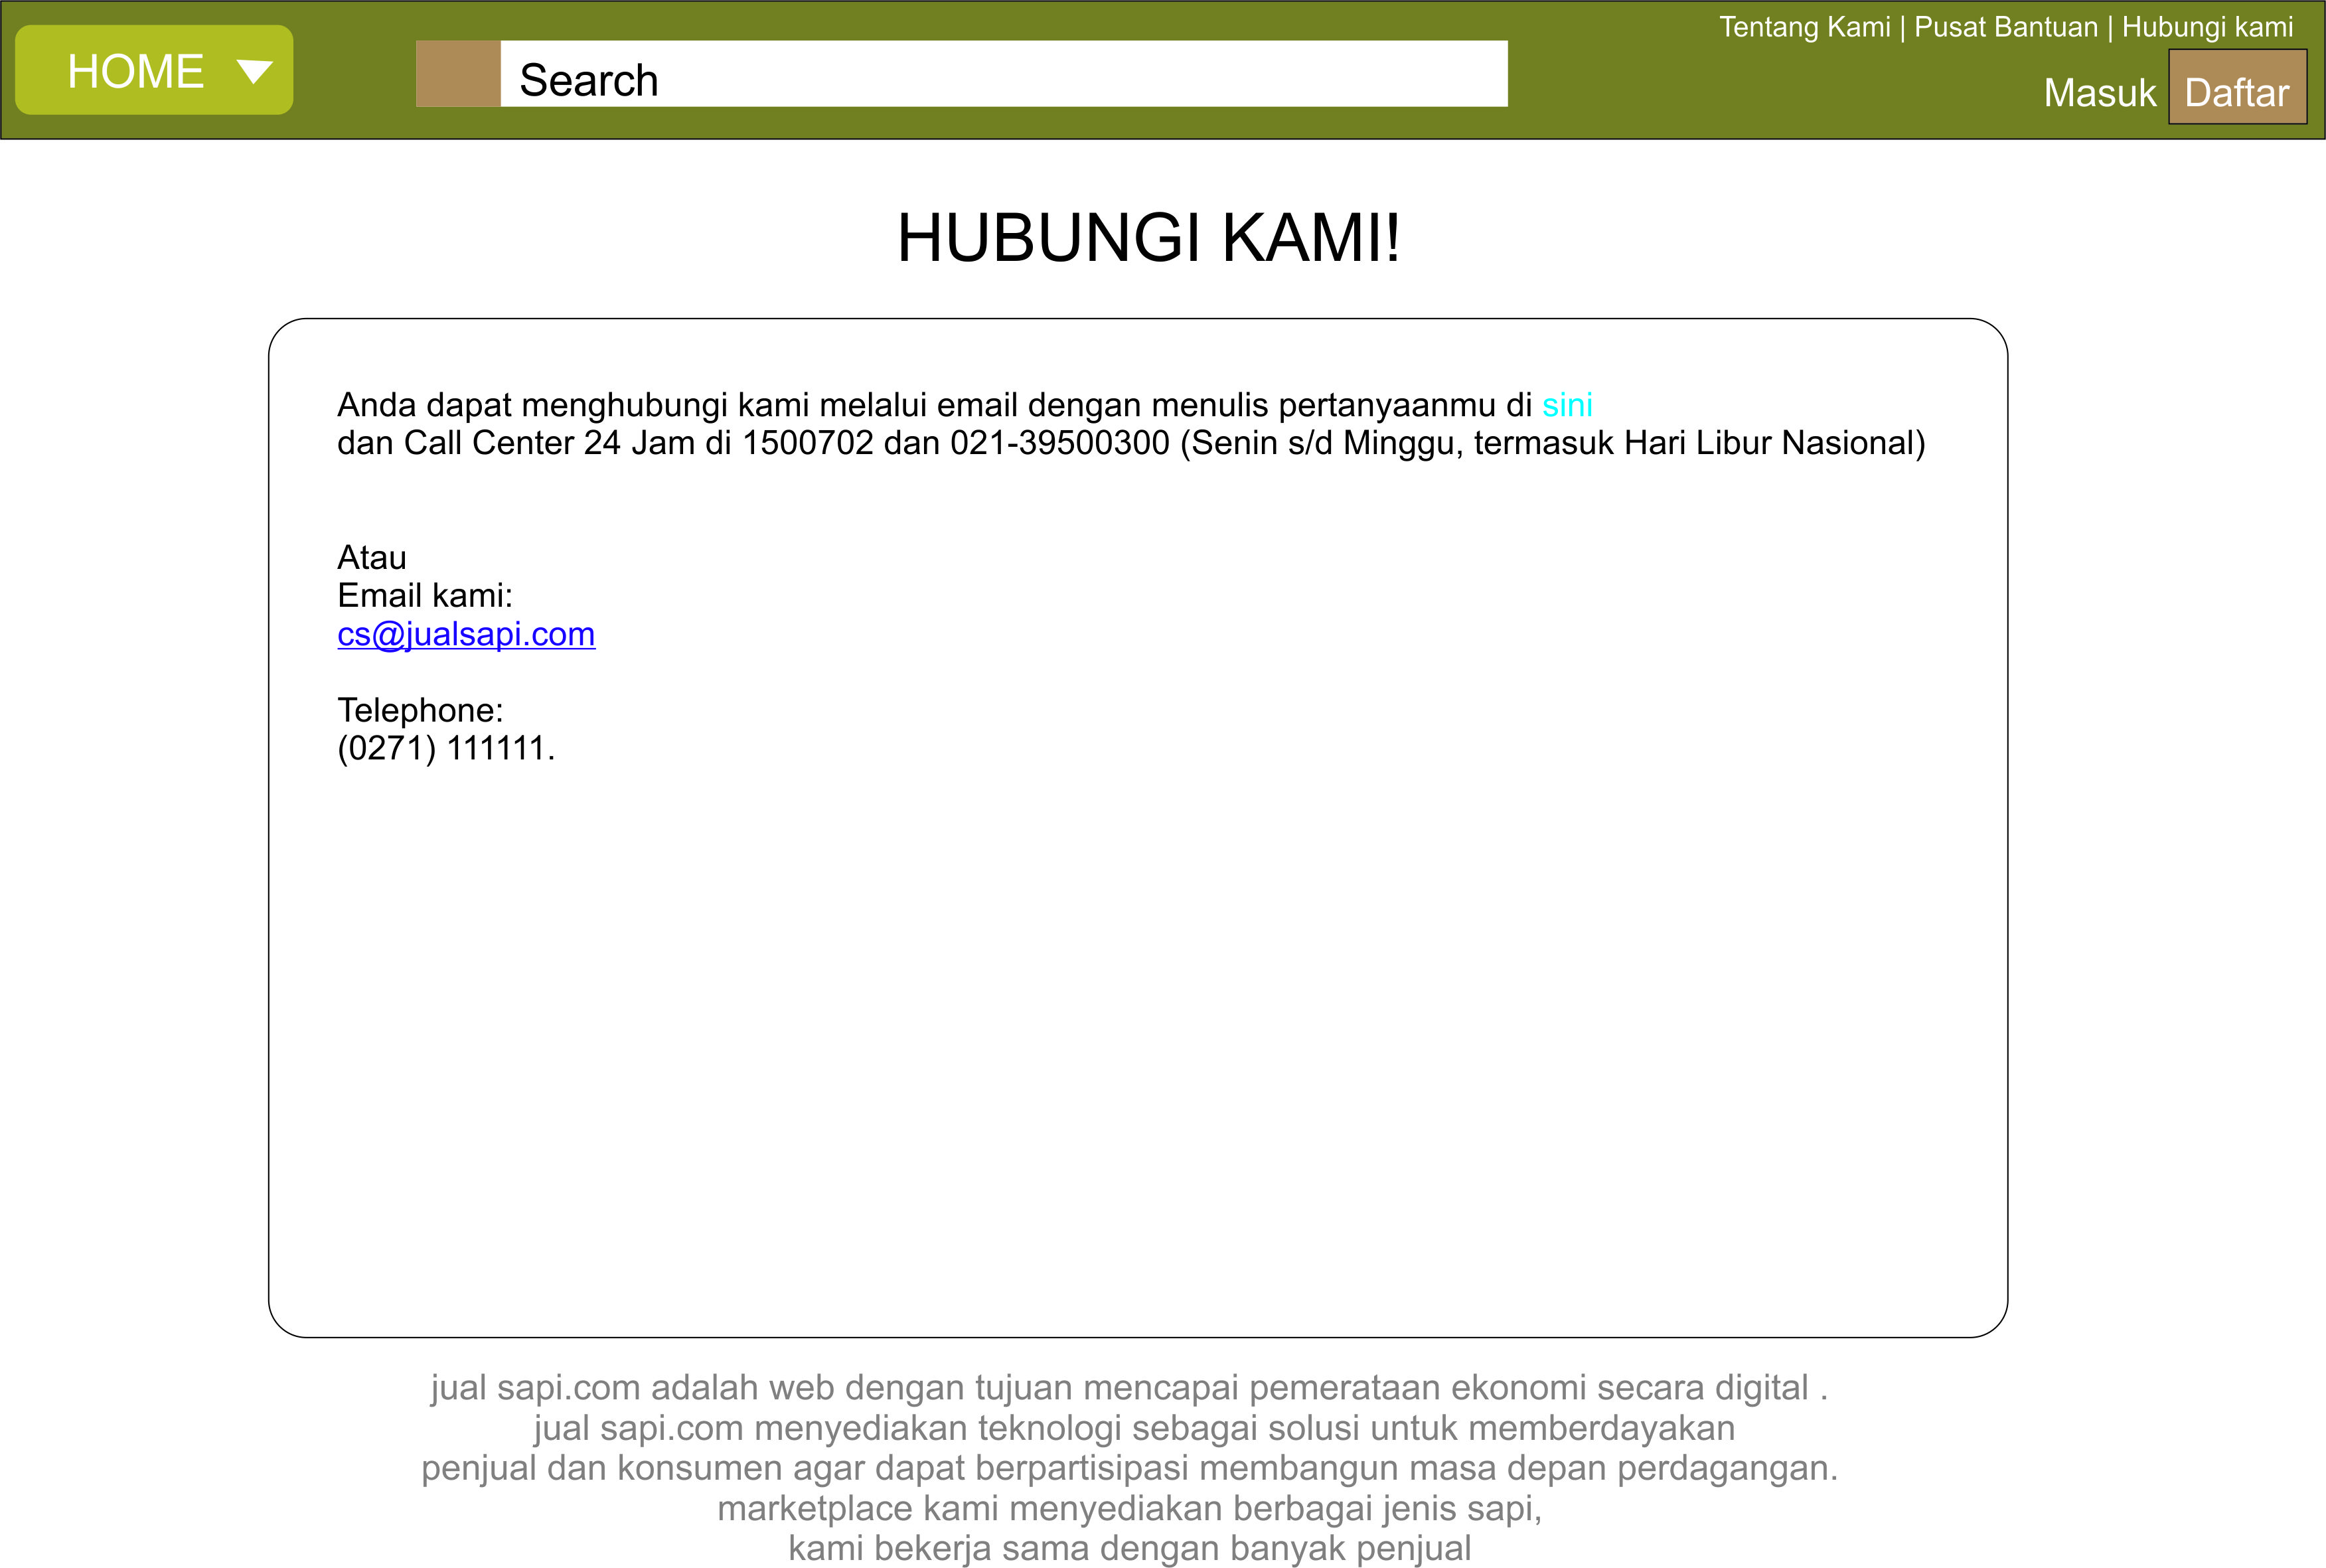 Tentang Kami | Pusat Bantuan | Hubungi kami
HOME
Search
Masuk
Daftar
HUBUNGI KAMI!
Anda dapat menghubungi kami melalui email dengan menulis pertanyaanmu di sini
dan Call Center 24 Jam di 1500702 dan 021-39500300 (Senin s/d Minggu, termasuk Hari Libur Nasional)
Atau
Email kami:
cs@jualsapi.com
Telephone:
(0271) 111111.
jual sapi.com adalah web dengan tujuan mencapai pemerataan ekonomi secara digital .
jual sapi.com menyediakan teknologi sebagai solusi untuk memberdayakan
penjual dan konsumen agar dapat berpartisipasi membangun masa depan perdagangan.
marketplace kami menyediakan berbagai jenis sapi,
kami bekerja sama dengan banyak penjual